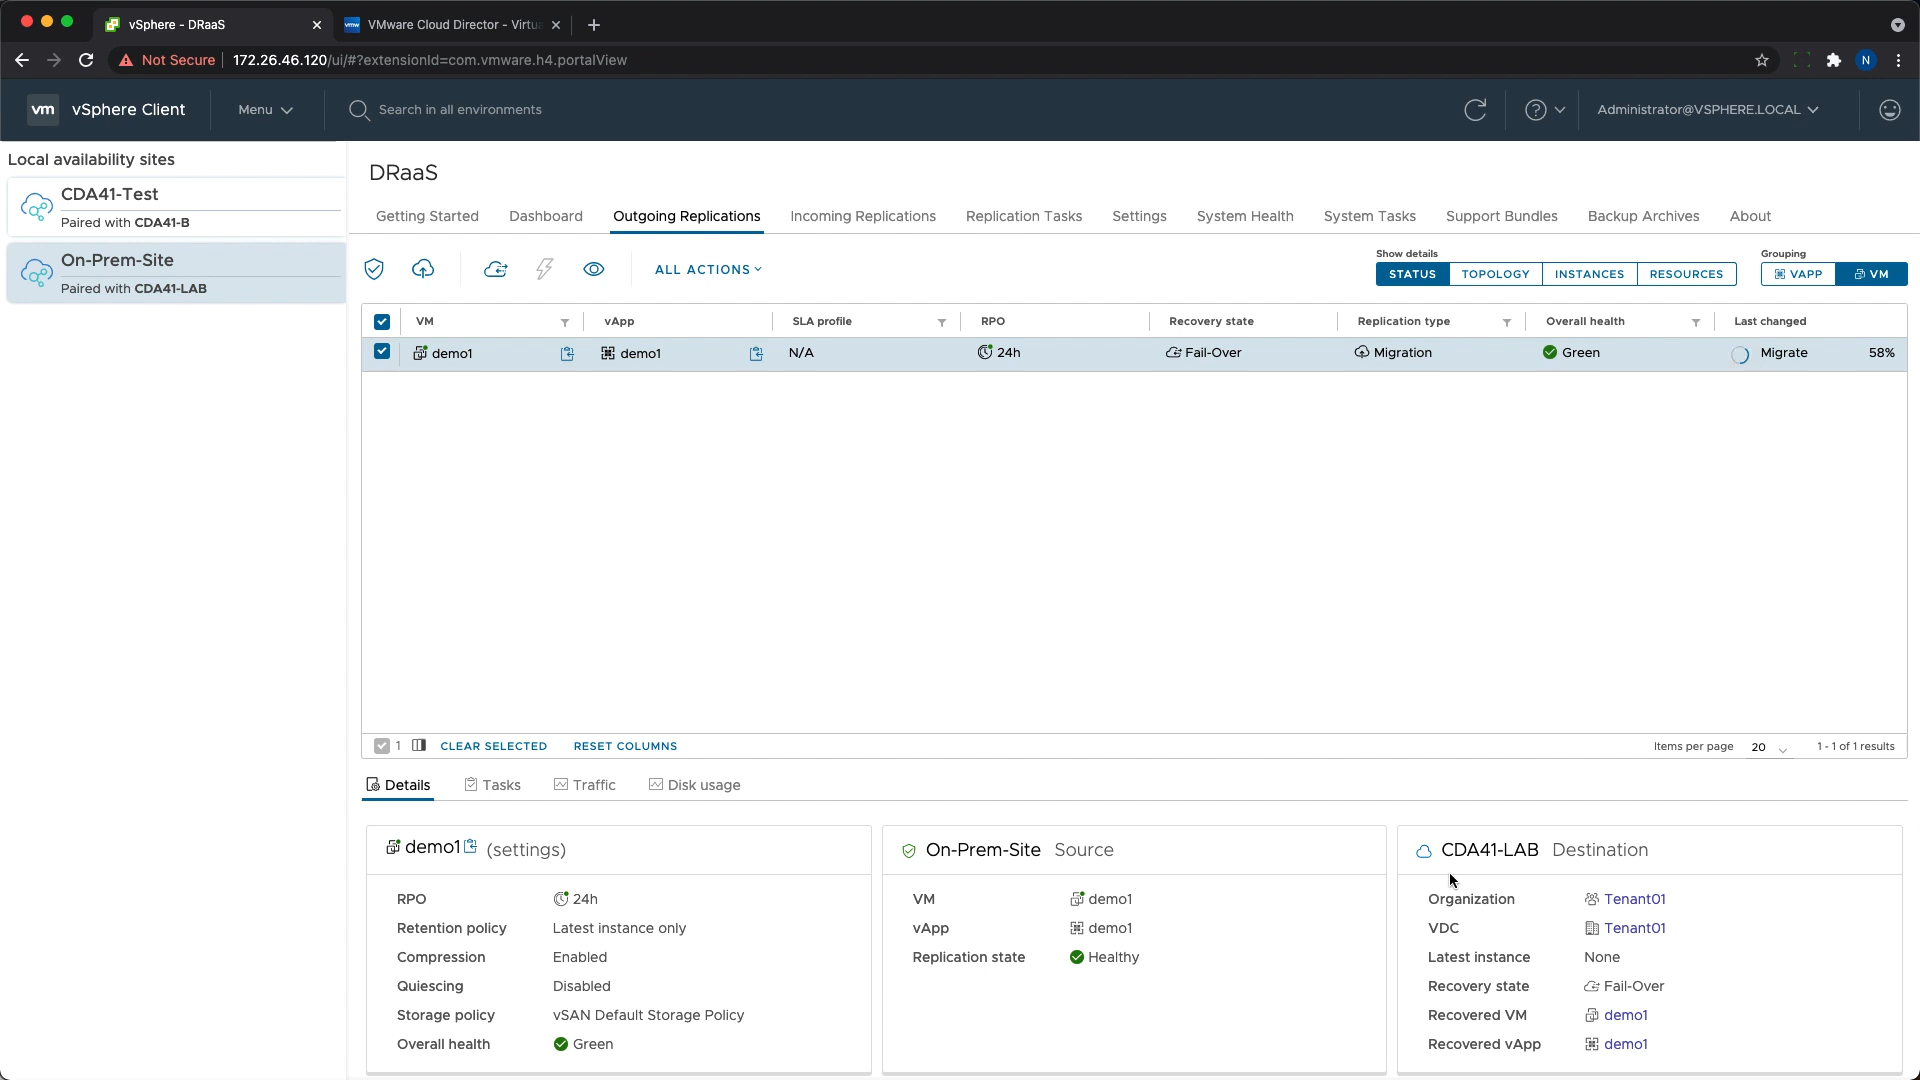 vSphere - DRaaS
vmw VMware Cloud Director - Virtu
Not Secure 172.26.46.120/ui/#?extensionId=com.vmware.h4.portalView
N
vm vSphere Client
Menu
Search in all environments
Administrator@VSPHERE.LOCAL
Local availability sites
CDA41-Test
Paired with CDA41-B
On-Prem-Site
Paired with CDA41-LAB
DRaaS
Getting Started Dashboard Outgoing Replications Incoming Replications Replication Tasks Settings System Health System Tasks Support Bundles Backup Archives About
ALL ACTIONS
Show details
STATUS TOPOLOGY INSTANCES RESOURCES
Grouping
VAPP VM
VM vApp SLA profile RPO Recovery state Replication type Overall health Last changed
demo1 demo1 N/A 24h Fail-Over Migration Green Migrate 58%
1 CLEAR SELECTED RESET COLUMNS
Items per page 20 1 - 1 of 1 results
Details Tasks Traffic Disk usage
demo1 (settings)
RPO 24h
Retention policy Latest instance only
Compression Enabled
Quiescing Disabled
Storage policy vSAN Default Storage Policy
Overall health Green
On-Prem-Site Source
VM demo1
vApp demo1
Replication state Healthy
CDA41-LAB Destination
Organization Tenant01
VDC Tenant01
Latest instance None
Recovery state Fail-Over
Recovered VM demo1
Recovered vApp demo1